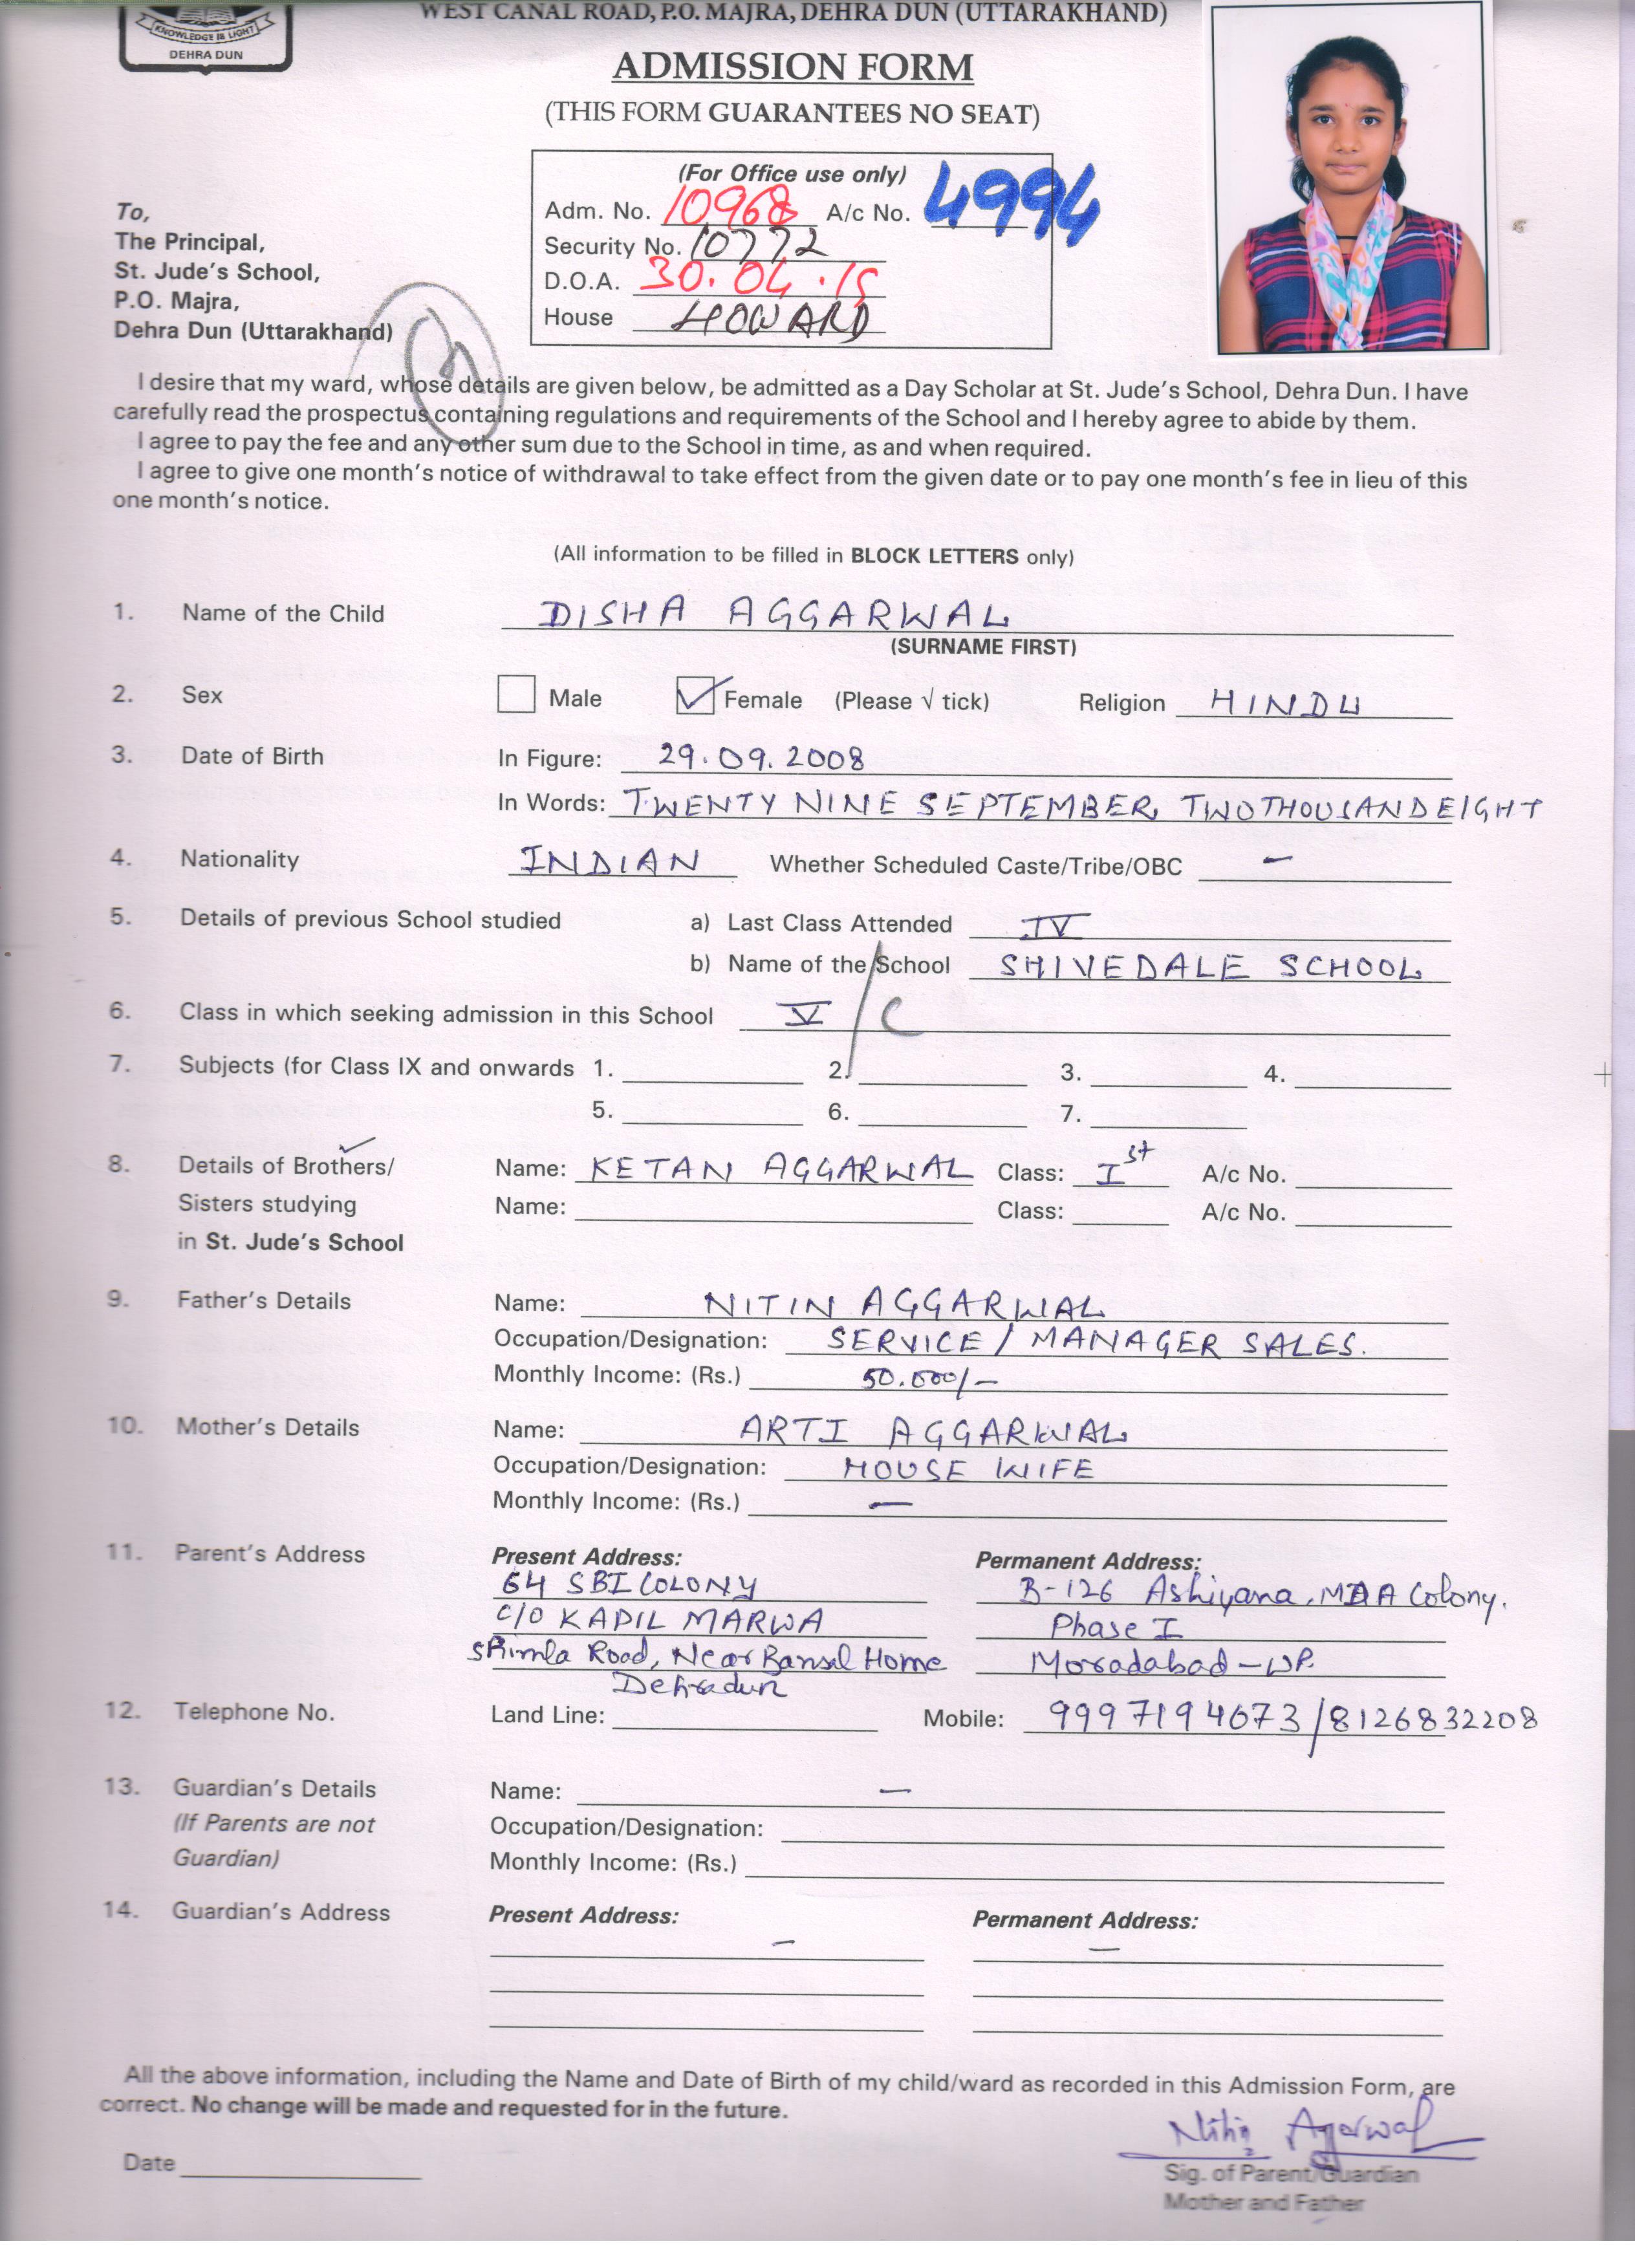 WEST CANAL ROAD, P.O. MAJRA, DEHRA DUN (UTTARAKHAND)
KNOWLEDGE IS LIGHT
DEHRA DUN
ADMISSION FORM
(THIS FORM GUARANTEES NO SEAT)
(For Office use only)
Adm. No. 10968 A/c No. 4994
Security No. 10772
D.O.A. 30.04.15
House HOWARD
To,
The Principal,
St. Jude's School,
P.O. Majra,
Dehra Dun (Uttarakhand)
I desire that my ward, whose details are given below, be admitted as a Day Scholar at St. Jude's School, Dehra Dun. I have
carefully read the prospectus containing regulations and requirements of the School and I hereby agree to abide by them.
I agree to pay the fee and any other sum due to the School in time, as and when required.
I agree to give one month's notice of withdrawal to take effect from the given date or to pay one month's fee in lieu of this
one month's notice.
(All information to be filled in BLOCK LETTERS only)
1. Name of the Child DISHA AGGARWAL
(SURNAME FIRST)
2. Sex Male Female (Please √ tick) Religion HINDU
3. Date of Birth In Figure: 29.09.2008
In Words: TWENTY NINE SEPTEMBER, TWO THOUSAND EIGHT
4. Nationality INDIAN Whether Scheduled Caste/Tribe/OBC -
5. Details of previous School studied a) Last Class Attended IV
b) Name of the School SHIVEDALE SCHOOL
6. Class in which seeking admission in this School V/C
7. Subjects (for Class IX and onwards 1. 2. 3. 4.
5. 6. 7.
8. Details of Brothers/ Name: KETAN AGGARWAL Class: Ist A/c No.
Sisters studying Name: Class: A/c No.
in St. Jude's School
9. Father's Details Name: NITIN AGGARWAL
Occupation/Designation: SERVICE / MANAGER SALES.
Monthly Income: (Rs.) 50.000/-
10. Mother's Details Name: ARTI AGGARWAL
Occupation/Designation: HOUSE WIFE
Monthly Income: (Rs.) -
11. Parent's Address Present Address: Permanent Address:
64 SBI COLONY B-126 Ashiyana, MDA Colony.
C/O KAPIL MARWA Phase I
Shimla Road, Near Bansal Home Moradabad - UP.
Dehradun
12. Telephone No. Land Line: Mobile: 9997194673/8126832208
13. Guardian's Details Name: -
(If Parents are not Occupation/Designation:
Guardian) Monthly Income: (Rs.)
14. Guardian's Address Present Address: Permanent Address:
- -
All the above information, including the Name and Date of Birth of my child/ward as recorded in this Admission Form, are
correct. No change will be made and requested for in the future.
Nitin Agarwal
Date
Sig. of Parent/Guardian
Mother and Father